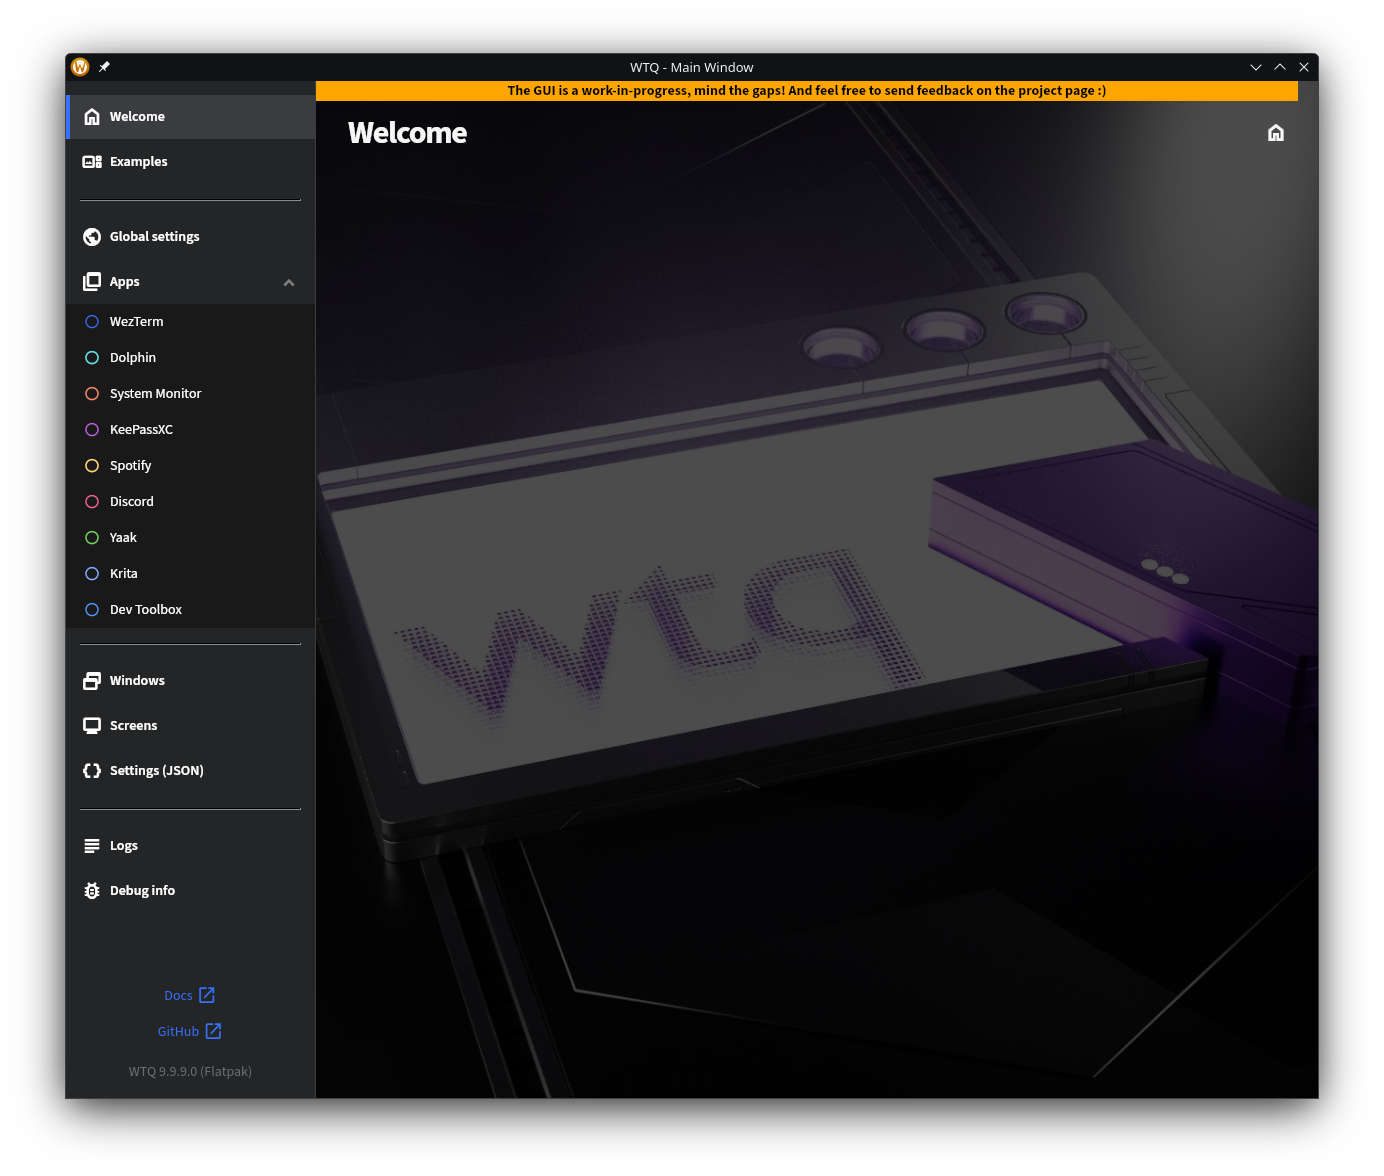 WTQ - Main Window
The GUI is a work-in-progress, mind the gaps! And feel free to send feedback on the project page :)
Welcome
Welcome
Examples
Global settings
Apps
WezTerm
Dolphin
System Monitor
KeePassXC
Spotify
Discord
Yaak
Krita
Dev Toolbox
Windows
Screens
Settings (JSON)
Logs
Debug info
Docs
GitHub
WTQ 9.9.9.0 (Flatpak)
wtq